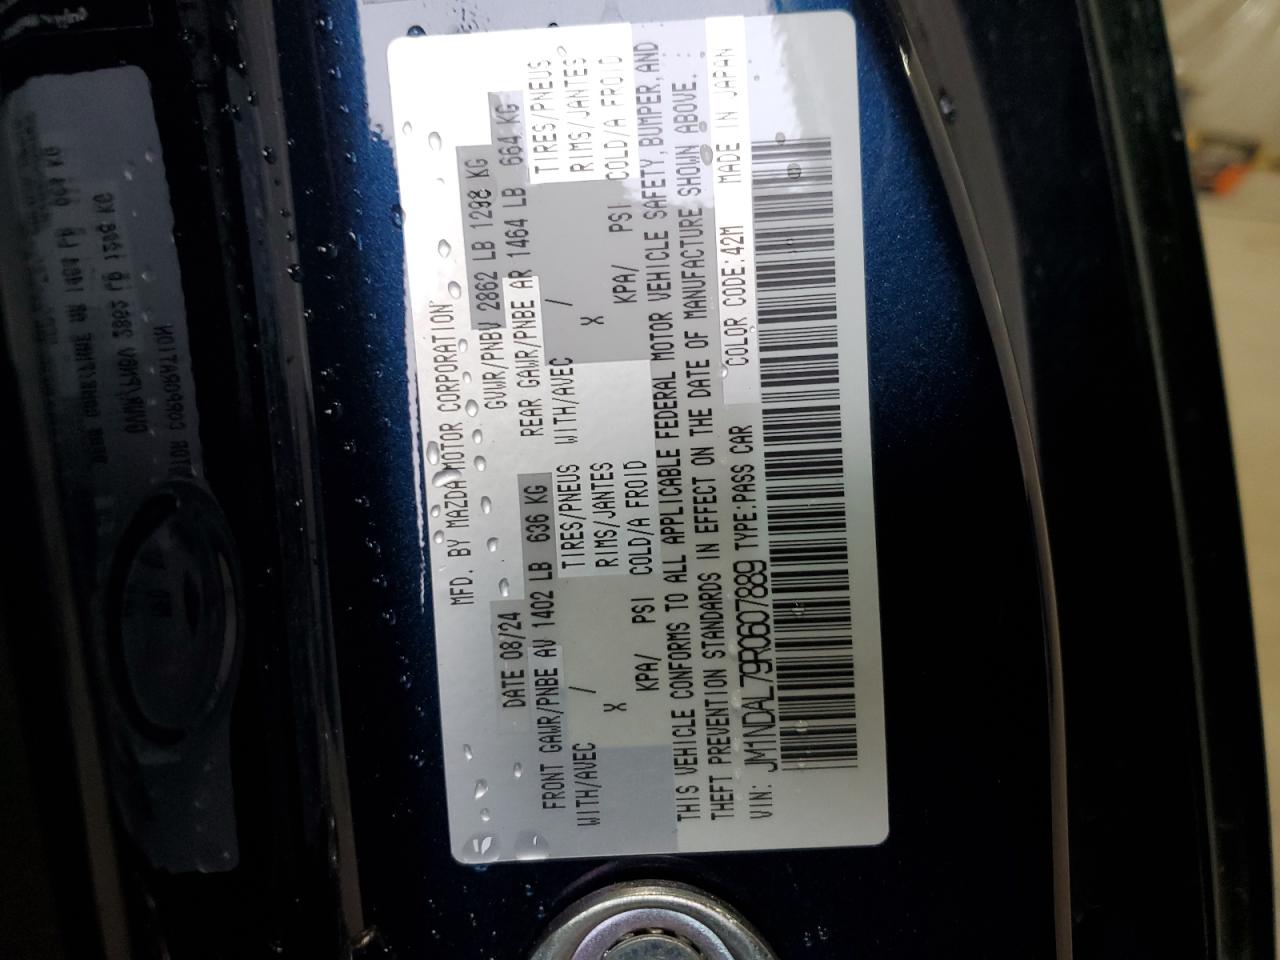 MFD. BY MAZDA MOTOR CORPORATION
DATE 08/24 GVWR/PNBV 2862 LB 1298 KG
FRONT GAWR/PNBE AV 1402 LB 636 KG REAR GAWR/PNBE AR 1464 LB 664 KG
WITH/AVEC / TIRES/PNEUS WITH/AVEC / TIRES/PNEUS
X RIMS/JANTES X RIMS/JANTES
KPA/ PSI COLD/A FROID KPA/ PSI COLD/A FROID
THIS VEHICLE CONFORMS TO ALL APPLICABLE FEDERAL MOTOR VEHICLE SAFETY, BUMPER, AND
THEFT PREVENTION STANDARDS IN EFFECT ON THE DATE OF MANUFACTURE SHOWN ABOVE.
VIN: JM1NDAL79R0607889 TYPE:PASS CAR COLOR CODE:42M MADE IN JAPAN